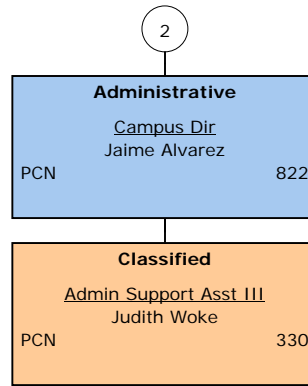 2
Administrative
Campus Dir
Jaime Alvarez
PCN 822
Classified
Admin Support Asst III
Judith Woke
PCN 330